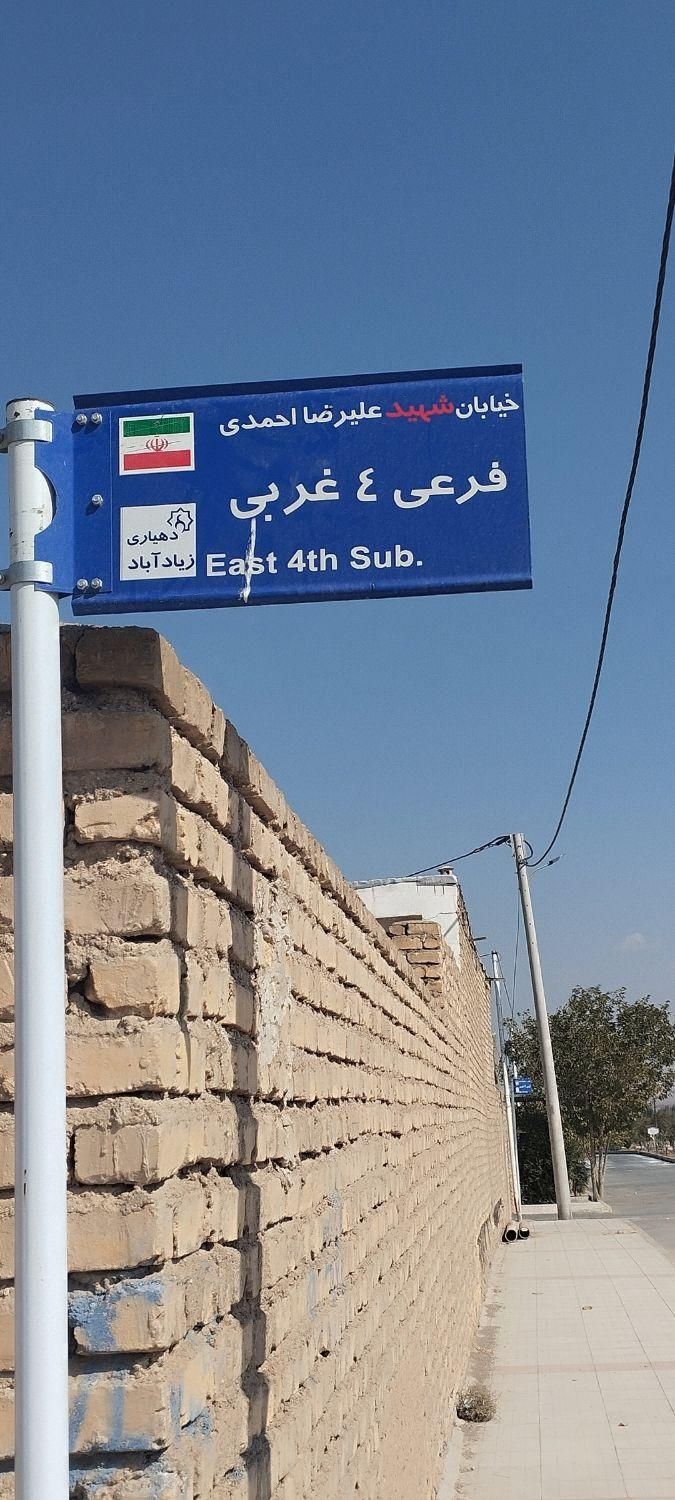 خیابان شهید علیرضا احمدی
فرعی ٤ غربی
East 4th Sub.
دهیاری
زیادآباد